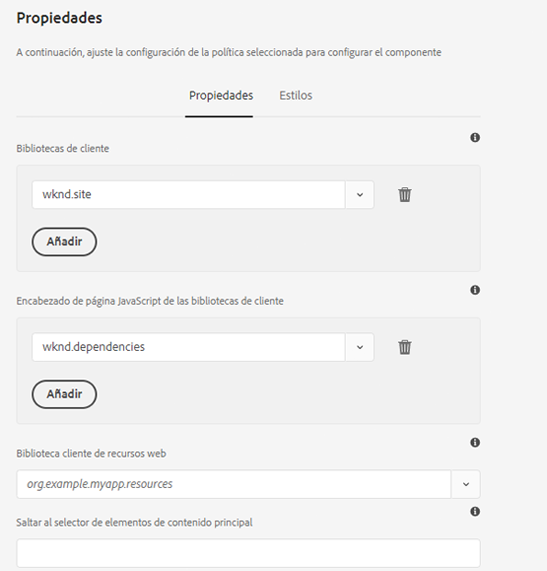 Propiedades
A continuación, ajuste la configuración de la política seleccionada para configurar el componente
Propiedades Estilos
Bibliotecas de cliente
wknd.site
Añadir
Encabezado de página JavaScript de las bibliotecas de cliente
wknd.dependencies
Añadir
Biblioteca cliente de recursos web
org.example.myapp.resources
Saltar al selector de elementos de contenido principal